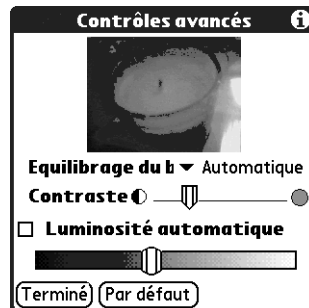 Contrôles avancés
Equilibrage du b Automatique
Contraste
Luminosité automatique
Terminé Par défaut